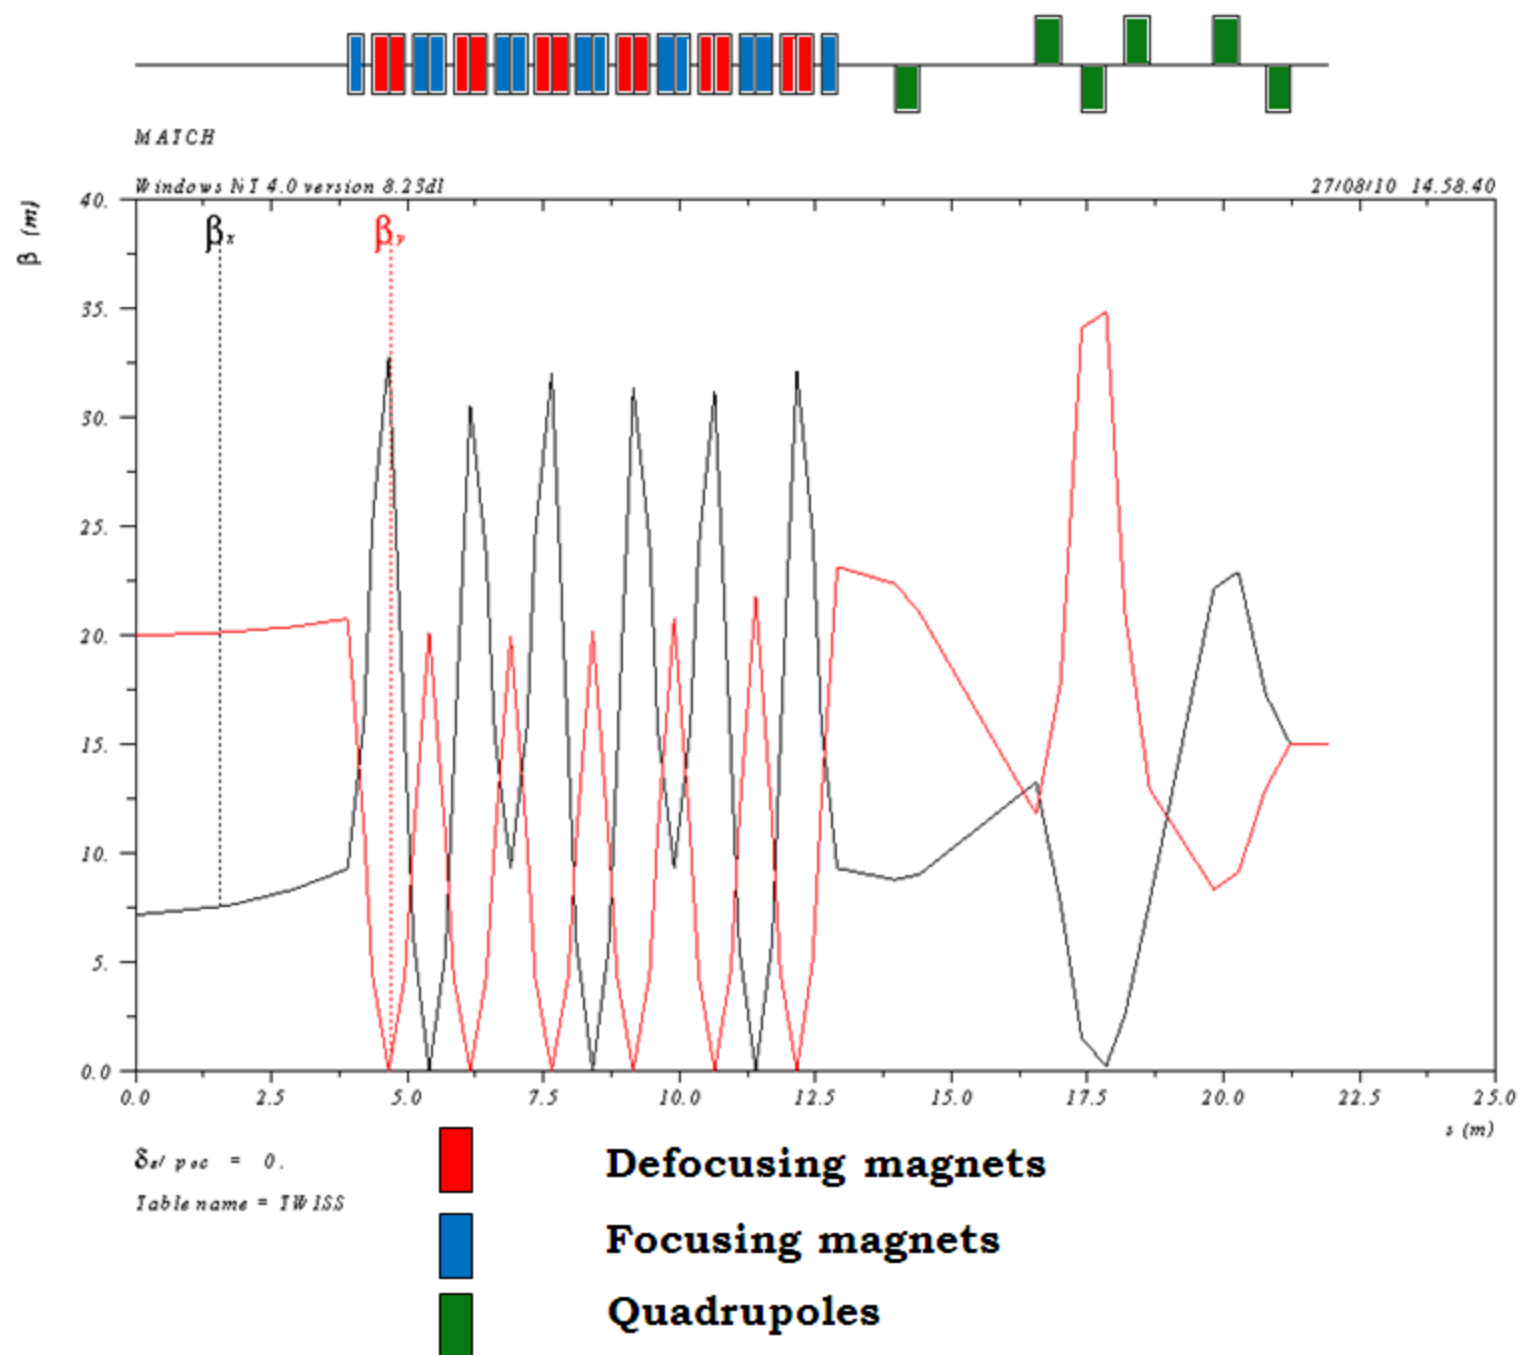 MATCH
Windows NT 4.0 version 8.23dl 27/08/10 14.58.40
β (m)
βx βy
40.
35.
30.
25.
20.
15.
10.
5.
0.0
0.0 2.5 5.0 7.5 10.0 12.5 15.0 17.5 20.0 22.5 25.0
s (m)
δE/ p0c = 0.
Table name = TWISS
Defocusing magnets
Focusing magnets
Quadrupoles